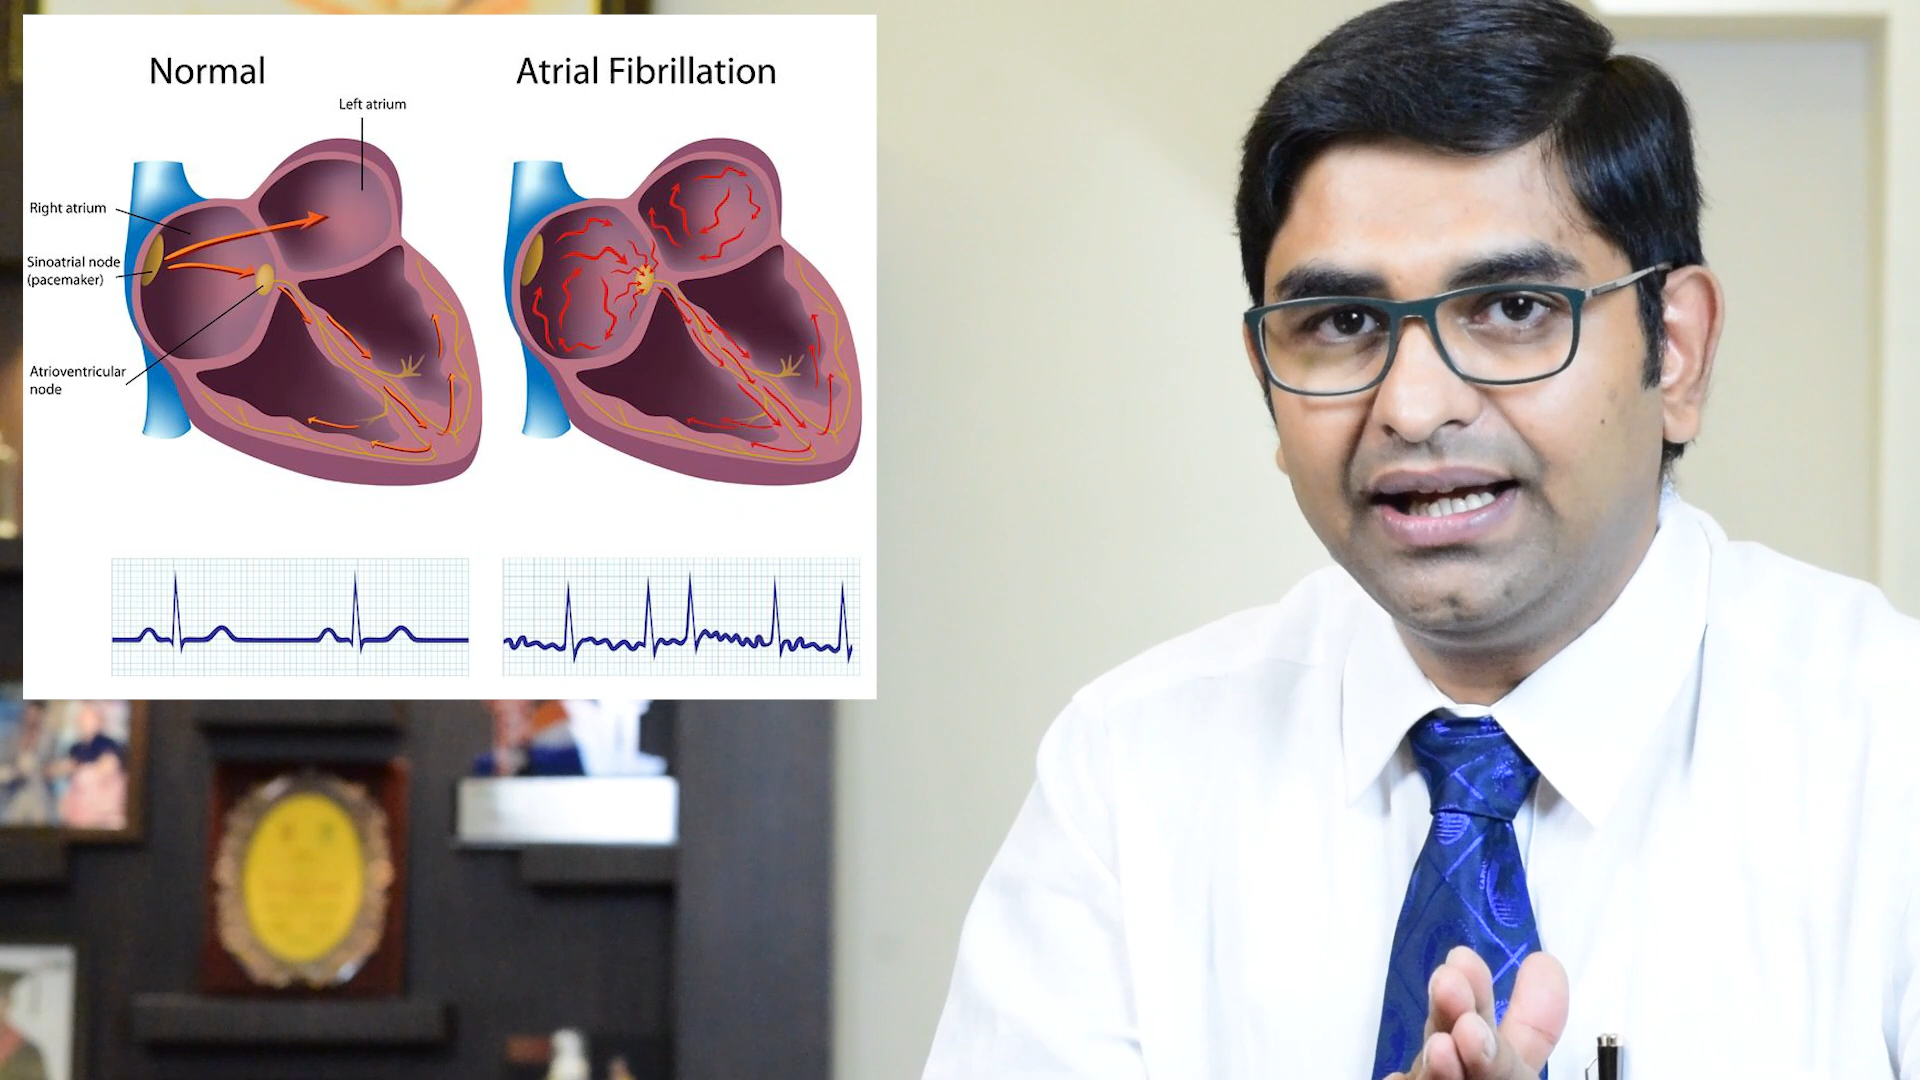 Normal
Atrial Fibrillation
Left atrium
Right atrium
Sinoatrial node
(pacemaker)
Atrioventricular
node